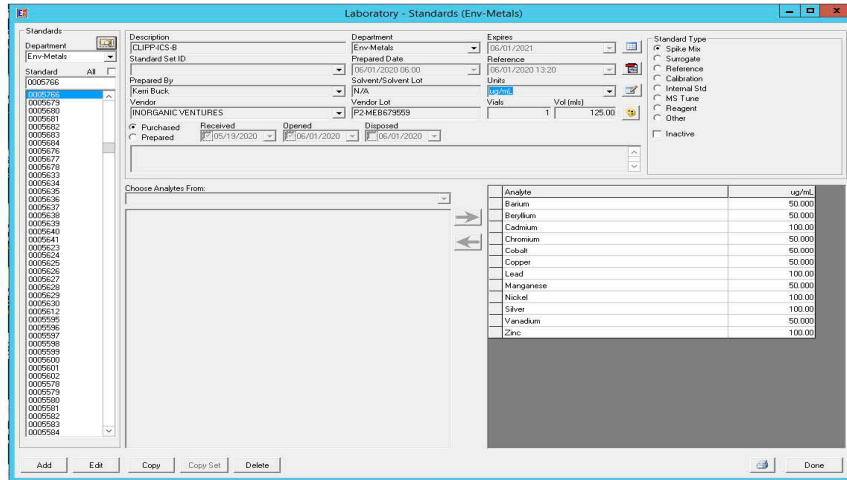 Laboratory - Standards (Env-Metals)
Standards
Department
Env-Metals
Standard All
0005766
0005766
0005679
0005680
0005681
0005682
0005683
0005684
0005676
0005677
0005678
0005633
0005634
0005635
0005636
0005637
0005638
0005639
0005640
0005641
0005623
0005624
0005625
0005626
0005627
0005628
0005629
0005630
0005612
0005595
0005596
0005597
0005598
0005599
0005600
0005601
0005602
0005578
0005579
0005580
0005581
0005582
0005583
0005584
Description
CLIPP-ICS-B
Department
Env-Metals
Expires
06/01/2021
Standard Set ID
Prepared Date
06/01/2020 06:00
Reference
06/01/2020 13:20
Prepared By
Kerri Buck
Solvent/Solvent Lot
N/A
Units
ug/mL
Vendor
INORGANIC VENTURES
Vendor Lot
P2-MEB679559
Vials
1
Vol (mls)
125.00
Purchased
Prepared
Received
05/19/2020
Opened
06/01/2020
Disposed
06/01/2020
Standard Type
Spike Mix
Surrogate
Reference
Calibration
Internal Std
MS Tune
Reagent
Other
Inactive
Choose Analytes From:
Analyte ug/mL
Barium 50.000
Beryllium 50.000
Cadmium 100.00
Chromium 50.000
Cobalt 50.000
Copper 50.000
Lead 100.00
Manganese 50.000
Nickel 100.00
Silver 100.00
Vanadium 50.000
Zinc 100.00
Add Edit Copy Copy Set Delete Done